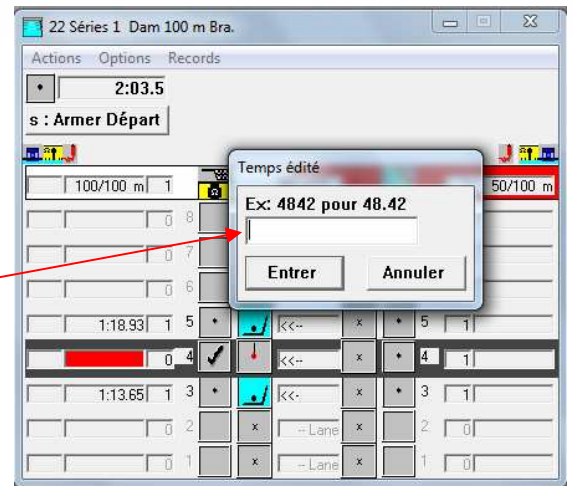 22 Séries 1 Dam 100 m Bra.
Actions Options Records
2:03.5
s : Armer Départ
100/100 m 1
50/100 m
Temps édité
Ex: 4842 pour 48.42
Entrer Annuler
0 8
0 7
0 6
1:18.93 1 5 <<-- x 5 1
0 4 <<-- x 4 1
1:13.65 1 3 <<-- x 3 1
0 2 x -- Lane x 2 0
0 1 x -- Lane x 1 0